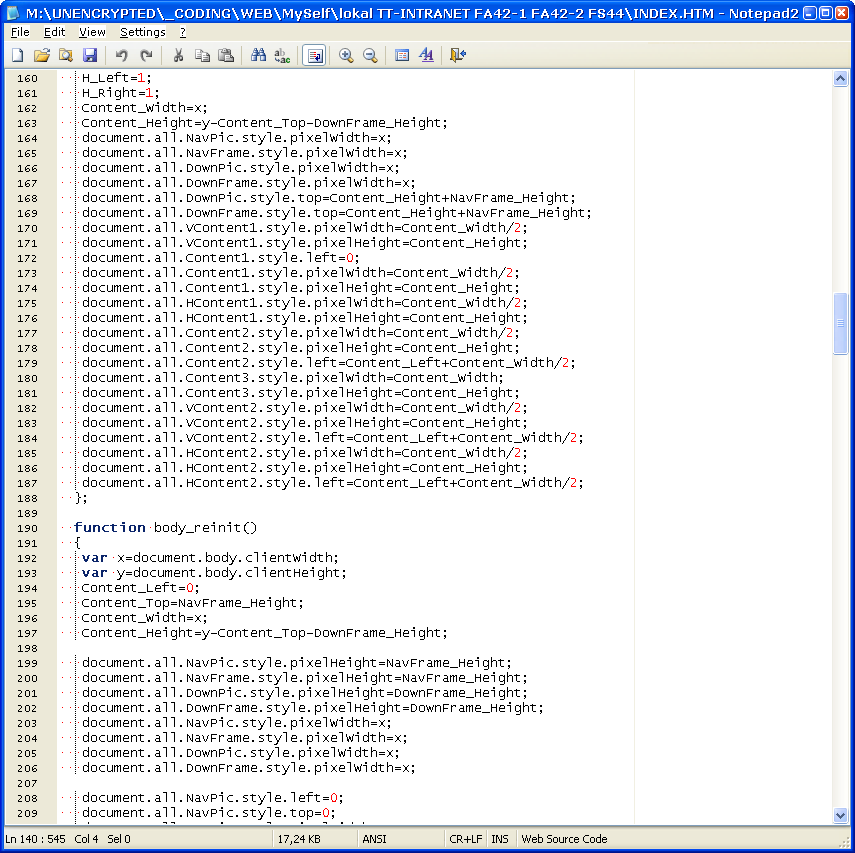 M:\UNENCRYPTED\_CODING\WEB\MySelf\lokal TT-INTRANET FA42-1 FA42-2 FS44\INDEX.HTM - Notepad2
File Edit View Settings ?
160 H_Left=1;
161 H_Right=1;
162 Content_Width=x;
163 Content_Height=y-Content_Top-DownFrame_Height;
164 document.all.NavPic.style.pixelWidth=x;
165 document.all.NavFrame.style.pixelWidth=x;
166 document.all.DownPic.style.pixelWidth=x;
167 document.all.DownFrame.style.pixelWidth=x;
168 document.all.DownPic.style.top=Content_Height+NavFrame_Height;
169 document.all.DownFrame.style.top=Content_Height+NavFrame_Height;
170 document.all.VContent1.style.pixelWidth=Content_Width/2;
171 document.all.VContent1.style.pixelHeight=Content_Height;
172 document.all.Content1.style.left=0;
173 document.all.Content1.style.pixelWidth=Content_Width/2;
174 document.all.Content1.style.pixelHeight=Content_Height;
175 document.all.HContent1.style.pixelWidth=Content_Width/2;
176 document.all.HContent1.style.pixelHeight=Content_Height;
177 document.all.Content2.style.pixelWidth=Content_Width/2;
178 document.all.Content2.style.pixelHeight=Content_Height;
179 document.all.Content2.style.left=Content_Left+Content_Width/2;
180 document.all.Content3.style.pixelWidth=Content_Width;
181 document.all.Content3.style.pixelHeight=Content_Height;
182 document.all.VContent2.style.pixelWidth=Content_Width/2;
183 document.all.VContent2.style.pixelHeight=Content_Height;
184 document.all.VContent2.style.left=Content_Left+Content_Width/2;
185 document.all.HContent2.style.pixelWidth=Content_Width/2;
186 document.all.HContent2.style.pixelHeight=Content_Height;
187 document.all.HContent2.style.left=Content_Left+Content_Width/2;
188 };
189
190 function body_reinit()
191 {
192 var x=document.body.clientWidth;
193 var y=document.body.clientHeight;
194 Content_Left=0;
195 Content_Top=NavFrame_Height;
196 Content_Width=x;
197 Content_Height=y-Content_Top-DownFrame_Height;
198
199 document.all.NavPic.style.pixelHeight=NavFrame_Height;
200 document.all.NavFrame.style.pixelHeight=NavFrame_Height;
201 document.all.DownPic.style.pixelHeight=DownFrame_Height;
202 document.all.DownFrame.style.pixelHeight=DownFrame_Height;
203 document.all.NavPic.style.pixelWidth=x;
204 document.all.NavFrame.style.pixelWidth=x;
205 document.all.DownPic.style.pixelWidth=x;
206 document.all.DownFrame.style.pixelWidth=x;
207
208 document.all.NavPic.style.left=0;
209 document.all.NavPic.style.top=0;
Ln 140 : 545 Col 4 Sel 0 17,24 KB ANSI CR+LF INS Web Source Code